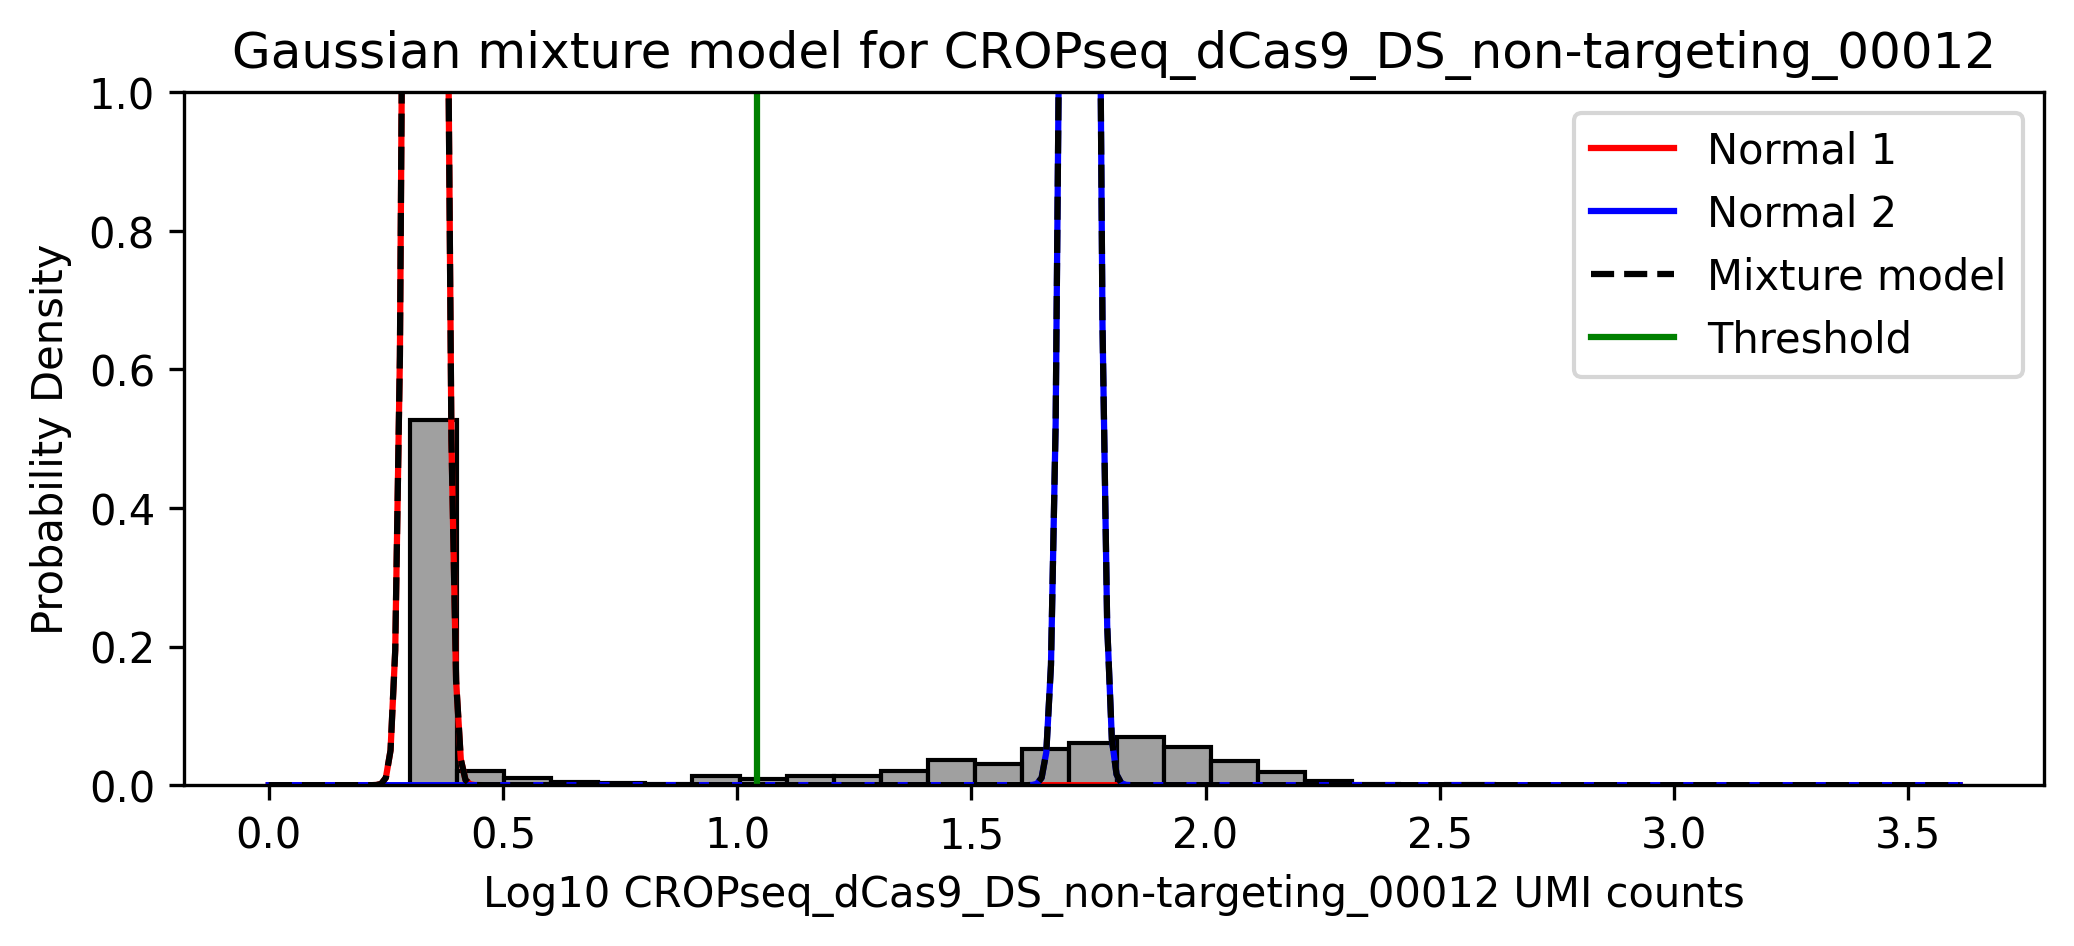 Gaussian mixture model for CROPseq_dCas9_DS_non-targeting_00012
1.0
0.8
0.6
0.4
0.2
0.0
Probability Density
Normal 1
Normal 2
Mixture model
Threshold
0.0 0.5 1.0 1.5 2.0 2.5 3.0 3.5
Log10 CROPseq_dCas9_DS_non-targeting_00012 UMI counts